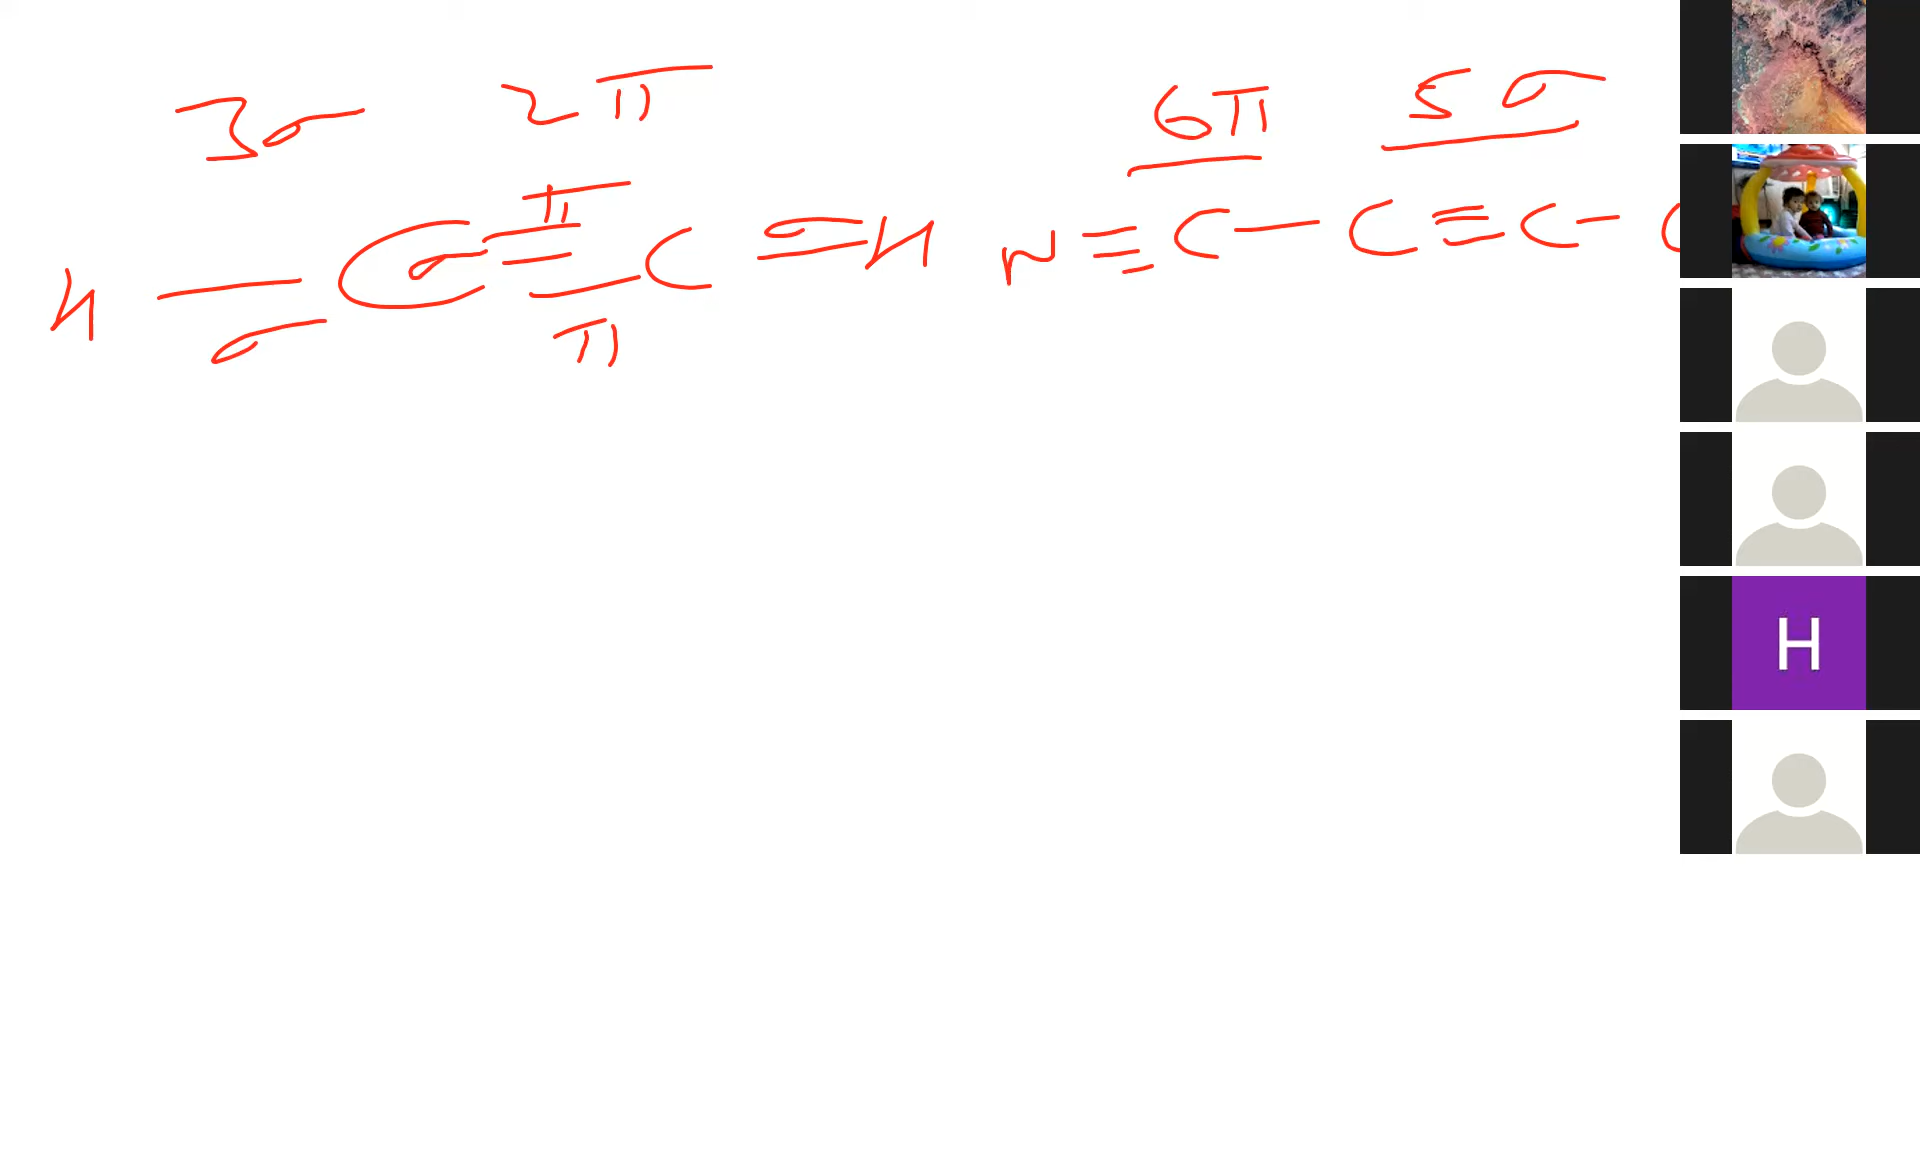 3σ 2π 6π 5σ
π
H — C σ≡ C σ— H N ≡ C — C ≡ C — C
σ π
H